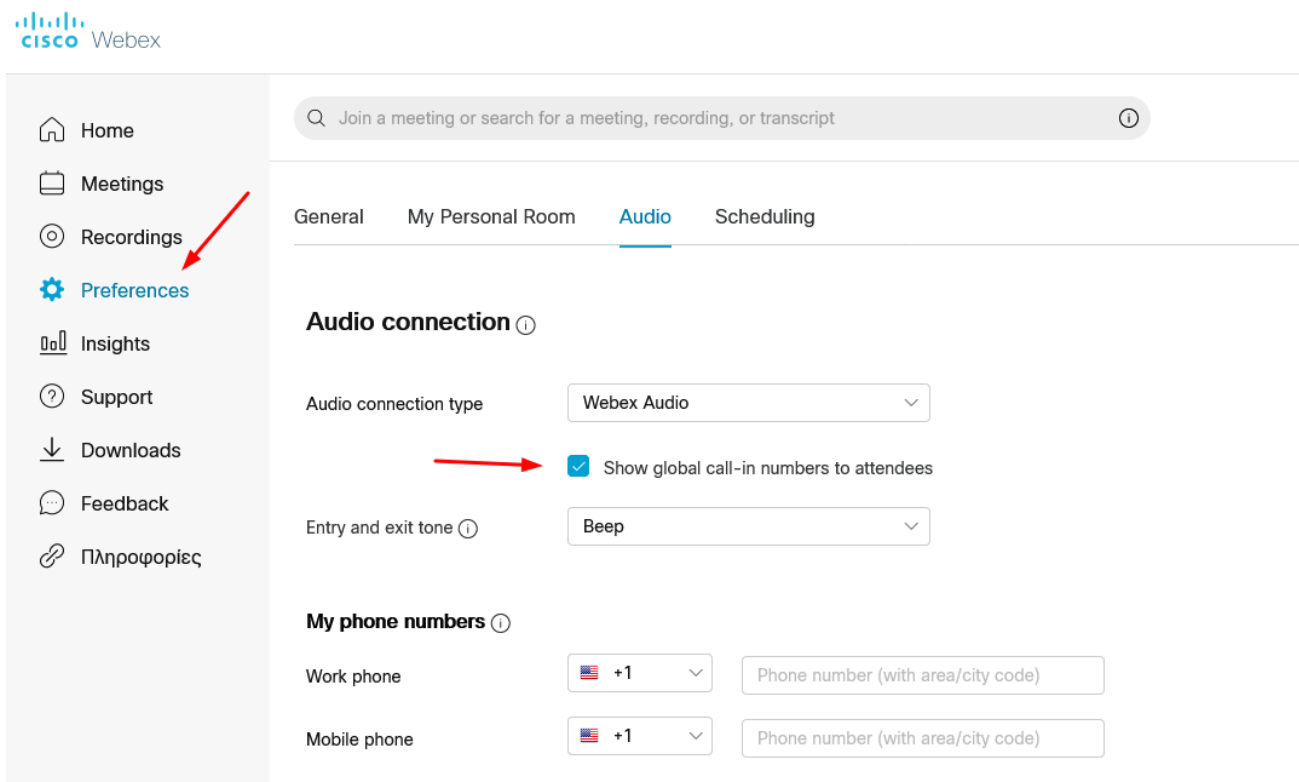 CISCO Webex
Home
Meetings
Recordings
Preferences
Insights
Support
Downloads
Feedback
Πληροφορίες
Join a meeting or search for a meeting, recording, or transcript
General My Personal Room Audio Scheduling
Audio connection
Audio connection type Webex Audio
Show global call-in numbers to attendees
Entry and exit tone Beep
My phone numbers
Work phone +1 Phone number (with area/city code)
Mobile phone +1 Phone number (with area/city code)